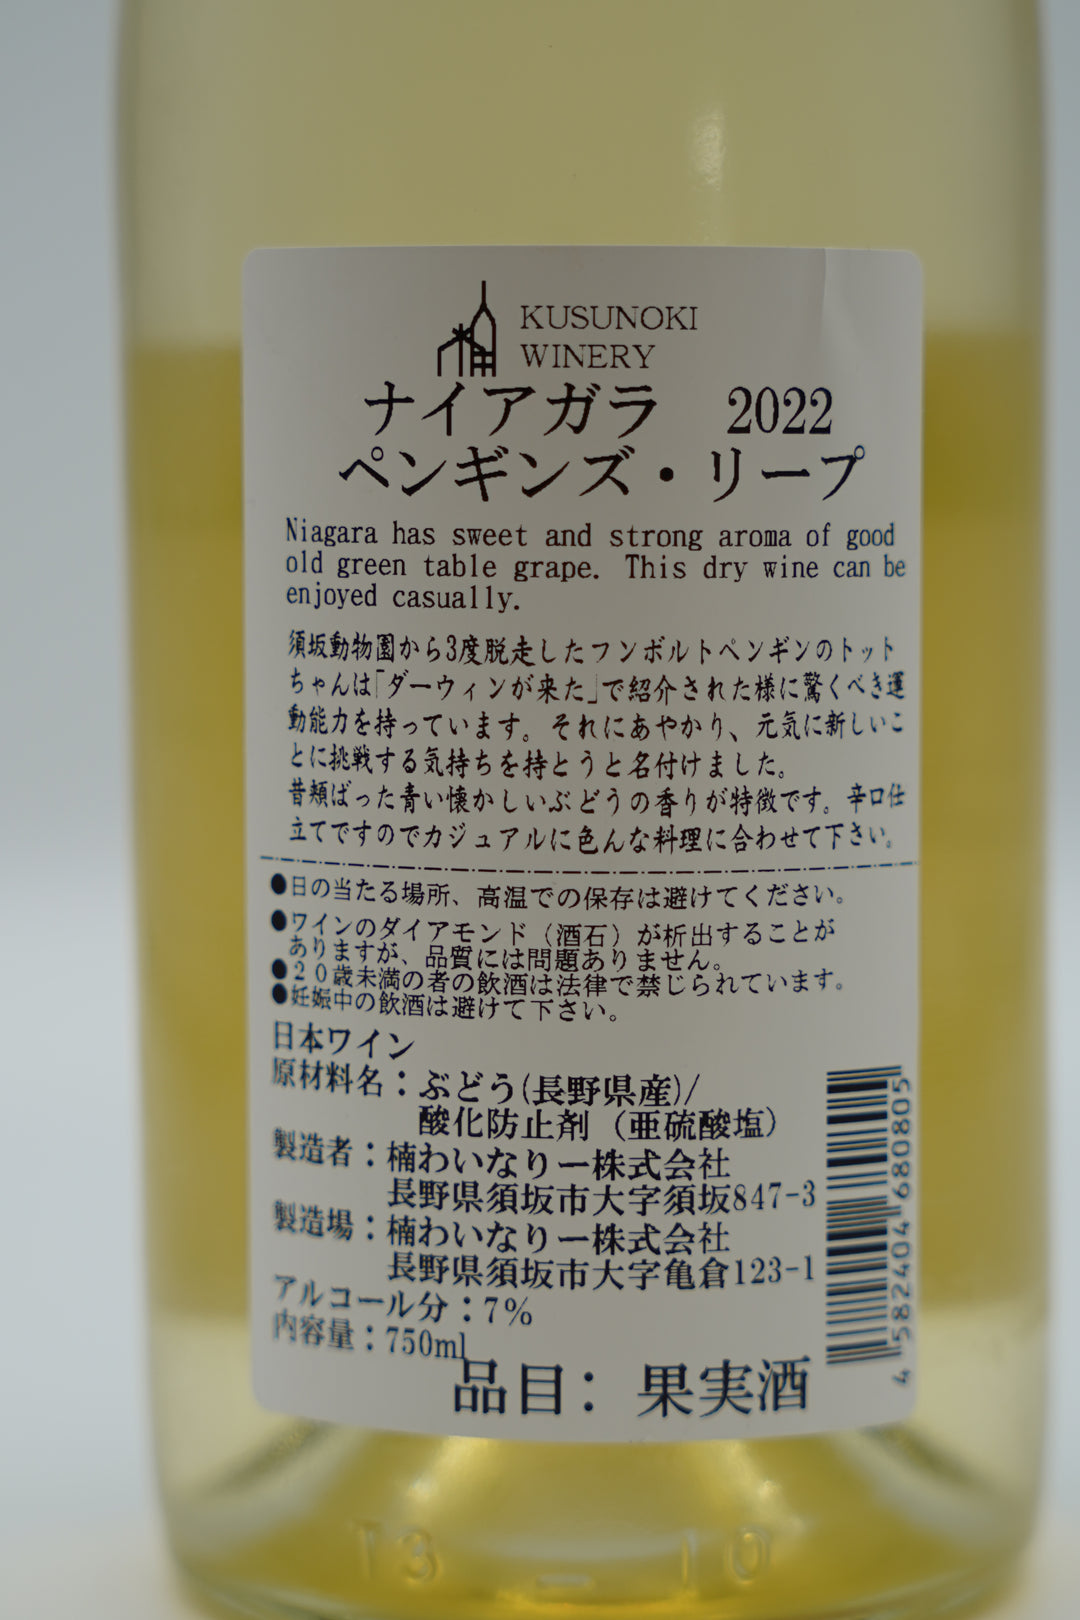 KUSUNOKI
WINERY
ナイアガラ 2022
ペンギンズ・リープ
Niagara has sweet and strong aroma of good
old green table grape. This dry wine can be
enjoyed casually.
須坂動物園から3度脱走したフンボルトペンギンのトット
ちゃんは「ダーウィンが来た」で紹介された様に驚くべき運
動能力を持っています。それにあやかり、元気に新しいこ
とに挑戦する気持ちを持とうと名付けました。
昔頬ばった青い懐かしいぶどうの香りが特徴です。辛口仕
立てですのでカジュアルに色んな料理に合わせて下さい。
●日の当たる場所、高温での保存は避けてください。
●ワインのダイアモンド（酒石）が析出することが
ありますが、品質には問題ありません。
●２０歳未満の者の飲酒は法律で禁じられています。
●妊娠中の飲酒は避けて下さい。
日本ワイン
原材料名：ぶどう(長野県産)/
酸化防止剤（亜硫酸塩）
製造者：楠わいなりー株式会社
長野県須坂市大字須坂847-3
製造場：楠わいなりー株式会社
長野県須坂市大字亀倉123-1
アルコール分：7%
内容量：750ml
品目：果実酒
4582404680805
13 － 10